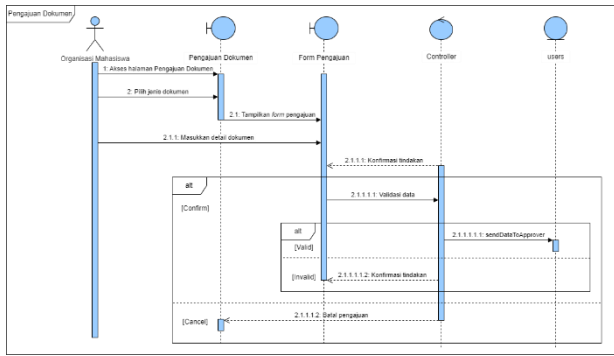 Pengajuan Dokumen
Organisasi Mahasiswa
Pengajuan Dokumen
Form Pengajuan
Controller
users
1: Akses halaman Pengajuan Dokumen
2: Pilih jenis dokumen
2.1: Tampilkan form pengajuan
2.1.1: Masukkan detail dokumen
2.1.1.1: Konfirmasi tindakan
alt
[Confirm]
2.1.1.1.1: Validasi data
alt
[Valid]
2.1.1.1.1.1: sendDataToApprover
[Invalid]
2.1.1.1.1.2: Konfirmasi tindakan
[Cancel]
2.1.1.1.2: Batal pengajuan